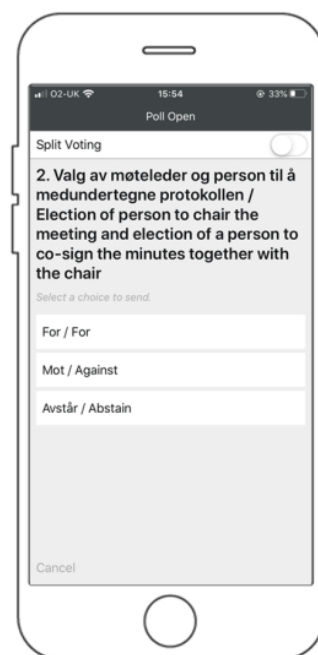 O2-UK 15:54 33%
Poll Open
Split Voting
2. Valg av møteleder og person til å
medundertegne protokollen /
Election of person to chair the
meeting and election of a person to
co-sign the minutes together with
the chair
Select a choice to send.
For / For
Mot / Against
Avstår / Abstain
Cancel